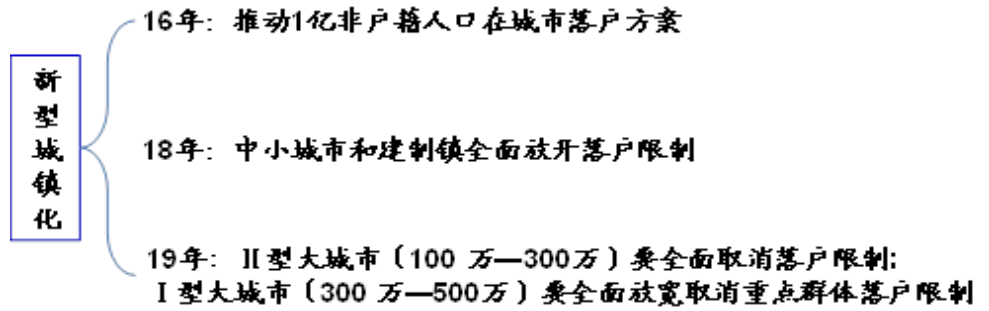 新型城镇化
16年：推动1亿非户籍人口在城市落户方案
18年：中小城市和建制镇全面放开落户限制
19年：Ⅱ型大城市（100 万—300万）要全面取消落户限制;
Ⅰ型大城市（300 万—500万）要全面放宽取消重点群体落户限制